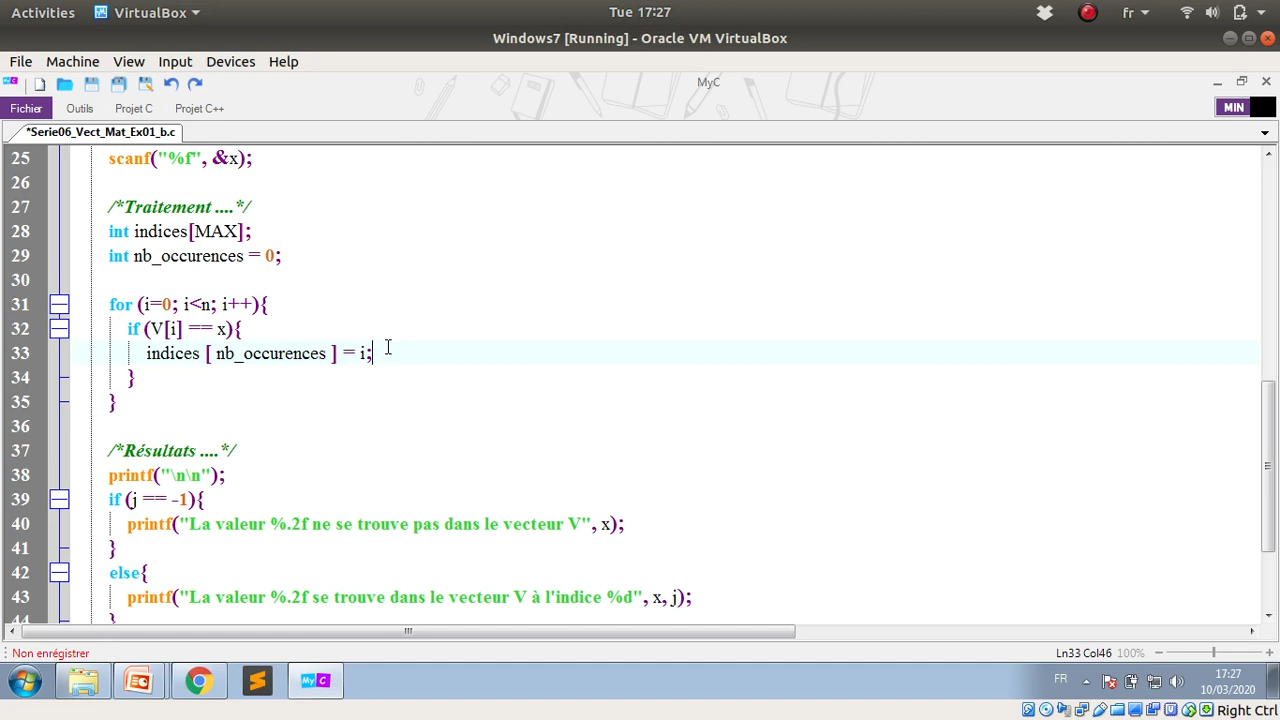 Activities VirtualBox Tue 17:27 fr
Windows7 [Running] - Oracle VM VirtualBox
File Machine View Input Devices Help
MyC
Fichier Outils Projet C Projet C++ MIN
*Serie06_Vect_Mat_Ex01_b.c
25 scanf("%f", &x);
26
27 /*Traitement ....*/
28 int indices[MAX];
29 int nb_occurences = 0;
30
31 for (i=0; i<n; i++){
32 if (V[i] == x){
33 indices [ nb_occurences ] = i;
34 }
35 }
36
37 /*Résultats ....*/
38 printf("\n\n");
39 if (j == -1){
40 printf("La valeur %.2f ne se trouve pas dans le vecteur V", x);
41 }
42 else{
43 printf("La valeur %.2f se trouve dans le vecteur V à l'indice %d", x, j);
44 }
Non enregistrer Ln33 Col46 100%
MyC FR 17:27
10/03/2020
Right Ctrl